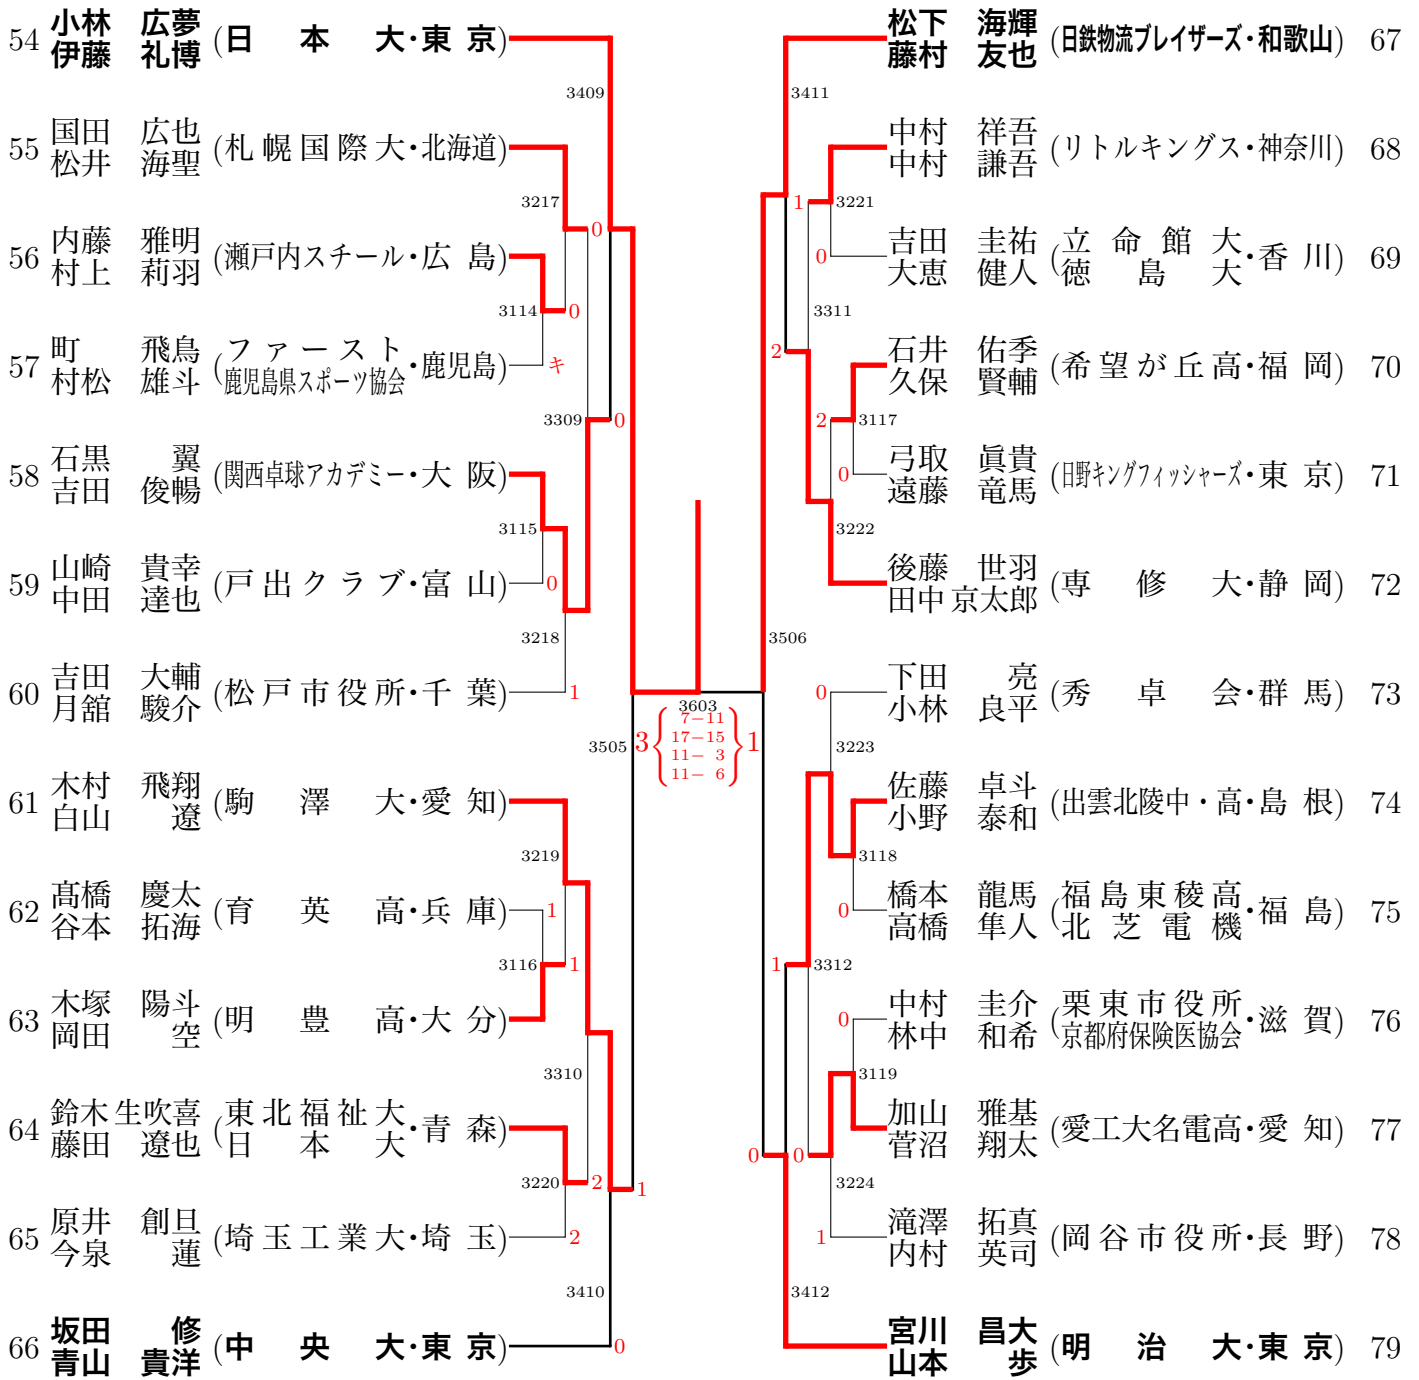 54 小林 広夢 伊藤 礼博 (日本大・東京)
55 国田 広也 松井 海聖 (札幌国際大・北海道)
56 内藤 雅明 村上 莉羽 (瀬戸内スチール・広島)
57 町 飛鳥 村松 雄斗 (ファースト 鹿児島県スポーツ協会・鹿児島)
58 石黒 翼 吉田 俊暢 (関西卓球アカデミー・大阪)
59 山崎 貴幸 中田 達也 (戸出クラブ・富山)
60 吉田 大輔 月舘 駿介 (松戸市役所・千葉)
61 木村 飛翔 白山 遼 (駒澤大・愛知)
62 髙橋 慶太 谷本 拓海 (育英高・兵庫)
63 木塚 陽斗 岡田 空 (明豊高・大分)
64 鈴木 生吹喜 藤田 遼也 (東北福祉大 日本大・青森)
65 原井 創旦 今泉 蓮 (埼玉工業大・埼玉)
66 坂田 修 青山 貴洋 (中央大・東京)
3409
3217
0
3114
0
キ
3309
0
3115
0
3218
1
3505
3219
1
3116
1
3310
3220
2
1
2
3410
0
3603
3
7-11
17-15
11- 3
11- 6
1
松下 海輝 藤村 友也 (日鉄物流ブレイザーズ・和歌山) 67
中村 祥吾 中村 謙吾 (リトルキングス・神奈川) 68
吉田 圭祐 大恵 健人 (立命館大 徳島大・香川) 69
石井 佑季 久保 賢輔 (希望が丘高・福岡) 70
弓取 眞貴 遠藤 竜馬 (日野キングフィッシャーズ・東京) 71
後藤 世羽 田中 京太郎 (専修大・静岡) 72
下田 亮 小林 良平 (秀卓会・群馬) 73
佐藤 卓斗 小野 泰和 (出雲北陵中・高・島根) 74
橋本 龍馬 高橋 隼人 (福島東稜高 北芝電機・福島) 75
中村 圭介 林中 和希 (栗東市役所 京都府保険医協会・滋賀) 76
加山 雅基 菅沼 翔太 (愛工大名電高・愛知) 77
滝澤 拓真 内村 英司 (岡谷市役所・長野) 78
宮川 昌大 山本 歩 (明治大・東京) 79
3411
1
3221
0
3311
2
2
3117
0
3222
3506
0
3223
3118
0
1
3312
0
3119
0
0
3224
1
3412